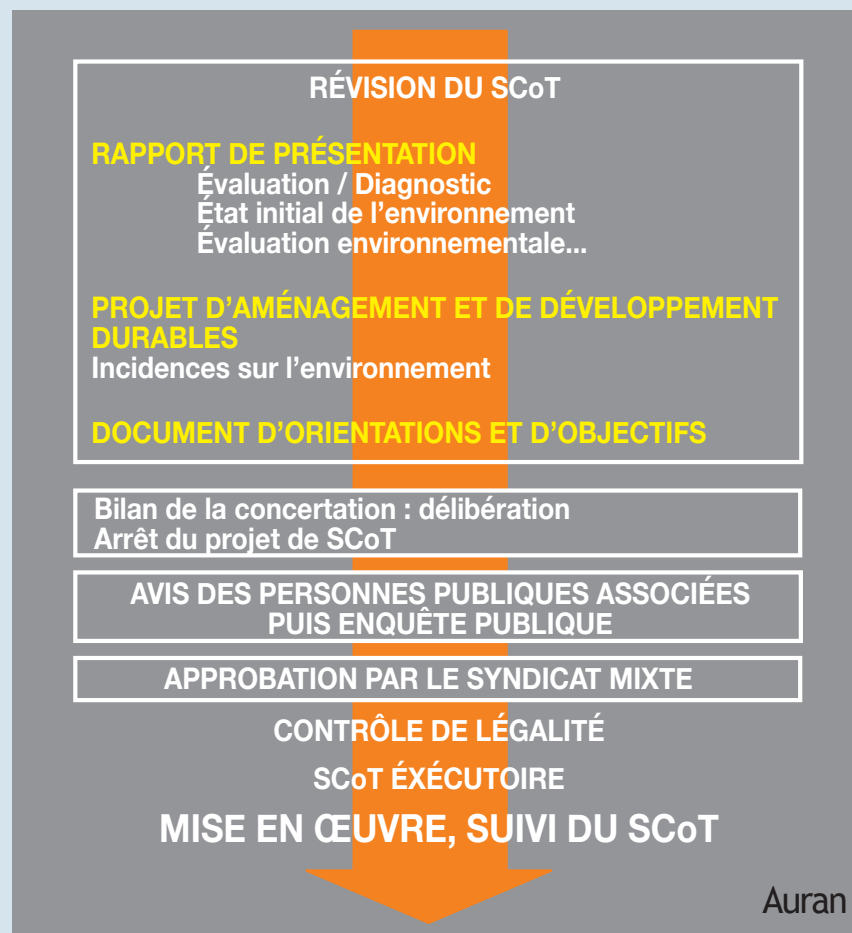 RÉVISION DU SCoT
RAPPORT DE PRÉSENTATION
Évaluation / Diagnostic
État initial de l’environnement
Évaluation environnementale...
PROJET D’AMÉNAGEMENT ET DE DÉVELOPPEMENT
DURABLES
Incidences sur l’environnement
DOCUMENT D’ORIENTATIONS ET D’OBJECTIFS
Bilan de la concertation : délibération
Arrêt du projet de SCoT
AVIS DES PERSONNES PUBLIQUES ASSOCIÉES
PUIS ENQUÊTE PUBLIQUE
APPROBATION PAR LE SYNDICAT MIXTE
CONTRÔLE DE LÉGALITÉ
SCoT ÉXÉCUTOIRE
MISE EN ŒUVRE, SUIVI DU SCoT
Auran